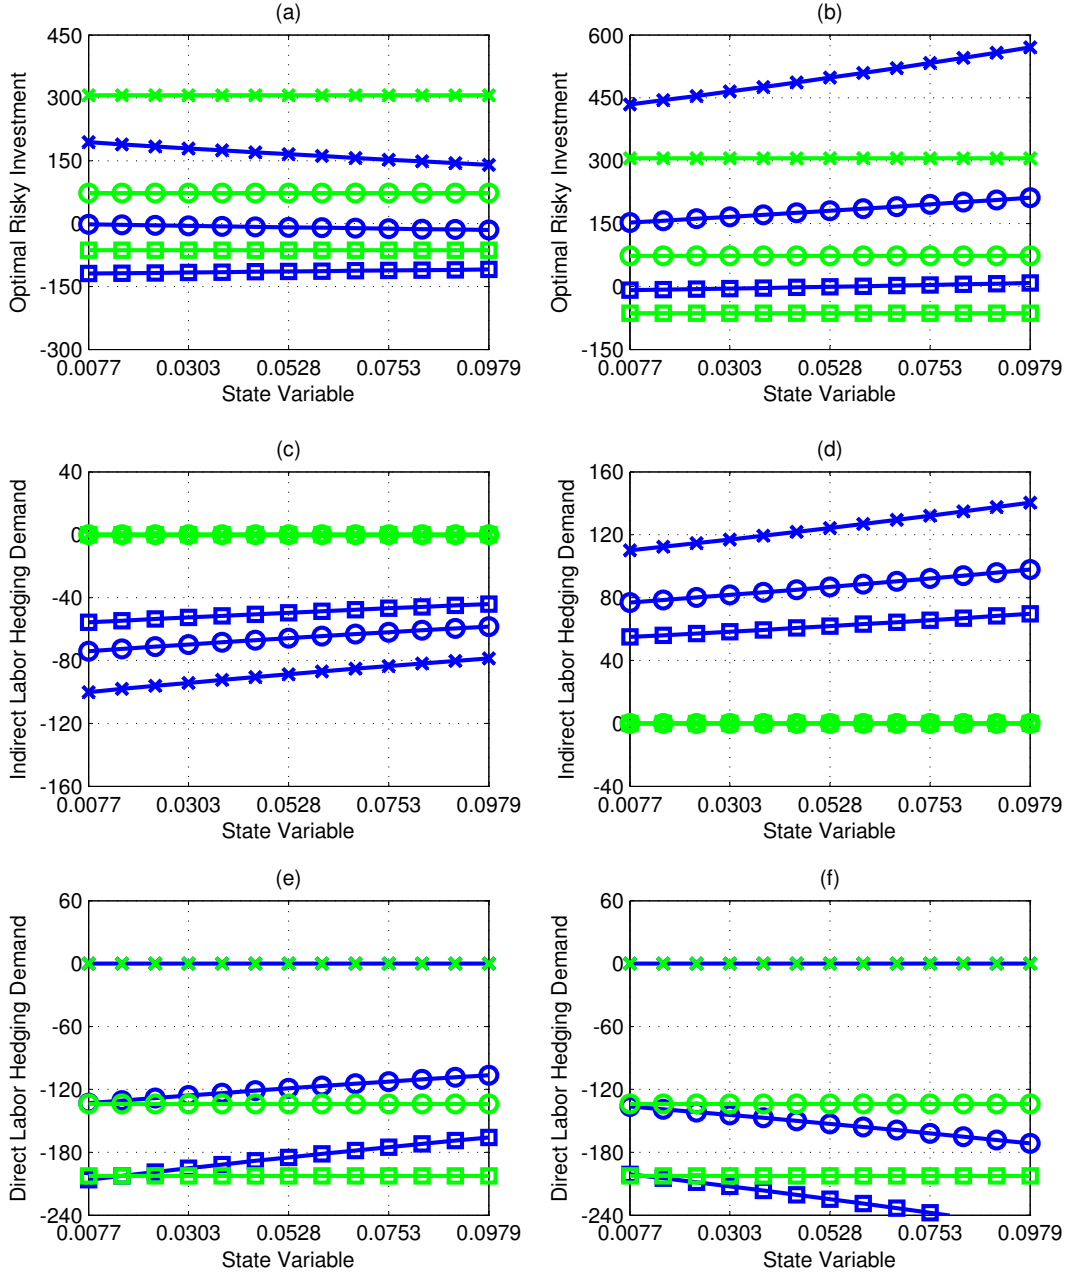 (a)
Optimal Risky Investment
450
300
150
0
-150
-300
0.0077 0.0303 0.0528 0.0753 0.0979
State Variable
(b)
Optimal Risky Investment
600
450
300
150
0
-150
0.0077 0.0303 0.0528 0.0753 0.0979
State Variable
(c)
Indirect Labor Hedging Demand
40
0
-40
-80
-120
-160
0.0077 0.0303 0.0528 0.0753 0.0979
State Variable
(d)
Indirect Labor Hedging Demand
160
120
80
40
0
-40
0.0077 0.0303 0.0528 0.0753 0.0979
State Variable
(e)
Direct Labor Hedging Demand
60
0
-60
-120
-180
-240
0.0077 0.0303 0.0528 0.0753 0.0979
State Variable
(f)
Direct Labor Hedging Demand
60
0
-60
-120
-180
-240
0.0077 0.0303 0.0528 0.0753 0.0979
State Variable